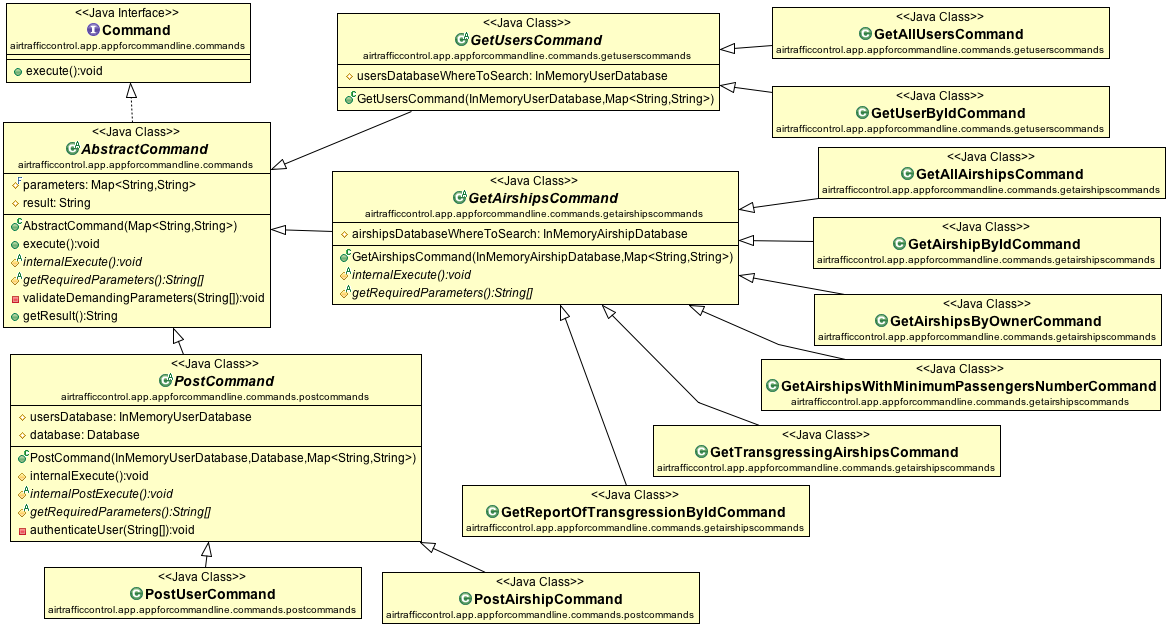 <<Java Interface>>
Command
airtrafficcontrol.app.appforcommandline.commands
execute():void
<<Java Class>>
AbstractCommand
airtrafficcontrol.app.appforcommandline.commands
parameters: Map<String,String>
result: String
AbstractCommand(Map<String,String>)
execute():void
internalExecute():void
getRequiredParameters():String[]
validateDemandingParameters(String[]):void
getResult():String
<<Java Class>>
PostCommand
airtrafficcontrol.app.appforcommandline.commands.postcommands
usersDatabase: InMemoryUserDatabase
database: Database
PostCommand(InMemoryUserDatabase,Database,Map<String,String>)
internalExecute():void
internalPostExecute():void
getRequiredParameters():String[]
authenticateUser(String[]):void
<<Java Class>>
PostUserCommand
airtrafficcontrol.app.appforcommandline.commands.postcommands
<<Java Class>>
PostAirshipCommand
airtrafficcontrol.app.appforcommandline.commands.postcommands
<<Java Class>>
GetUsersCommand
airtrafficcontrol.app.appforcommandline.commands.getuserscommands
usersDatabaseWhereToSearch: InMemoryUserDatabase
GetUsersCommand(InMemoryUserDatabase,Map<String,String>)
<<Java Class>>
GetAllUsersCommand
airtrafficcontrol.app.appforcommandline.commands.getuserscommands
<<Java Class>>
GetUserByIdCommand
airtrafficcontrol.app.appforcommandline.commands.getuserscommands
<<Java Class>>
GetAirshipsCommand
airtrafficcontrol.app.appforcommandline.commands.getairshipscommands
airshipsDatabaseWhereToSearch: InMemoryAirshipDatabase
GetAirshipsCommand(InMemoryAirshipDatabase,Map<String,String>)
internalExecute():void
getRequiredParameters():String[]
<<Java Class>>
GetAllAirshipsCommand
airtrafficcontrol.app.appforcommandline.commands.getairshipscommands
<<Java Class>>
GetAirshipByIdCommand
airtrafficcontrol.app.appforcommandline.commands.getairshipscommands
<<Java Class>>
GetAirshipsByOwnerCommand
airtrafficcontrol.app.appforcommandline.commands.getairshipscommands
<<Java Class>>
GetAirshipsWithMinimumPassengersNumberCommand
airtrafficcontrol.app.appforcommandline.commands.getairshipscommands
<<Java Class>>
GetTransgressingAirshipsCommand
airtrafficcontrol.app.appforcommandline.commands.getairshipscommands
<<Java Class>>
GetReportOfTransgressionByIdCommand
airtrafficcontrol.app.appforcommandline.commands.getairshipscommands